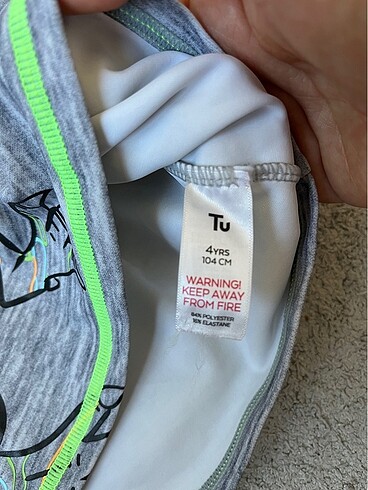 Tu
4YRS
104 CM
WARNING!
KEEP AWAY
FROM FIRE
84% POLYESTER
16% ELASTANE